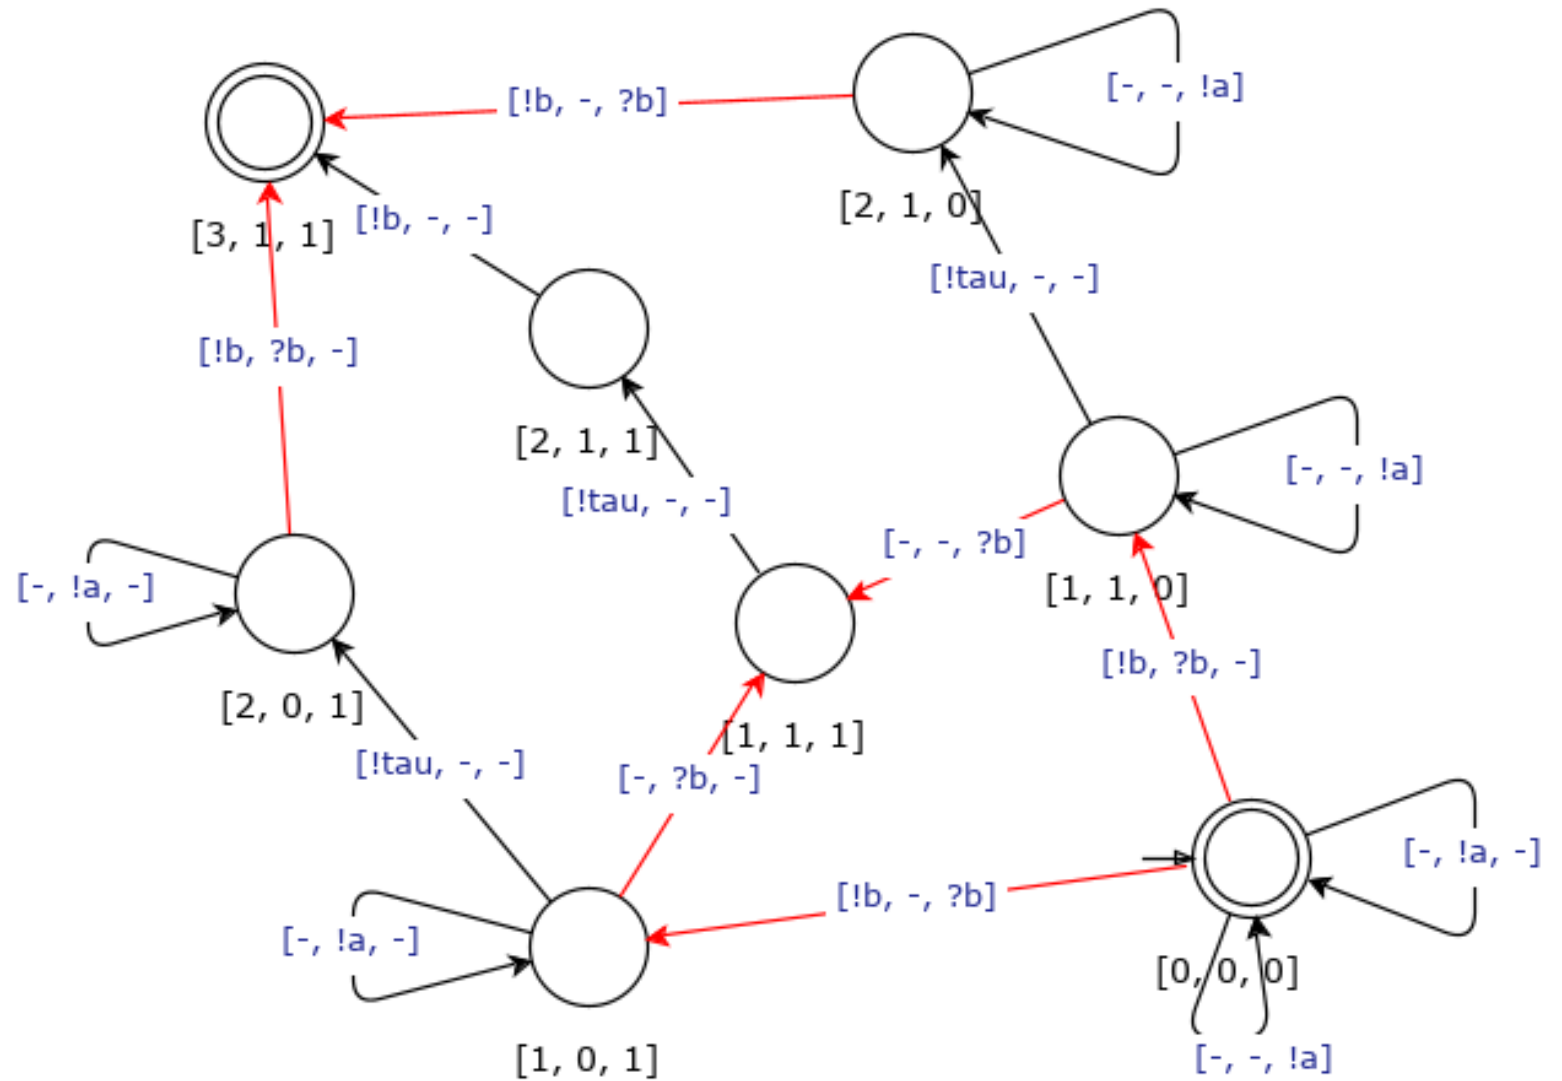 [-, -, !a]
[!b, -, ?b]
[2, 1, 0]
[!b, -, -]
[3, 1, 1]
[!tau, -, -]
[!b, ?b, -]
[2, 1, 1]
[-, -, !a]
[!tau, -, -]
[-, -, ?b]
[-, !a, -]
[1, 1, 0]
[!b, ?b, -]
[2, 0, 1]
[1, 1, 1]
[!tau, -, -]
[-, ?b, -]
[-, !a, -]
[!b, -, ?b]
[-, !a, -]
[0, 0, 0]
[1, 0, 1]
[-, -, !a]